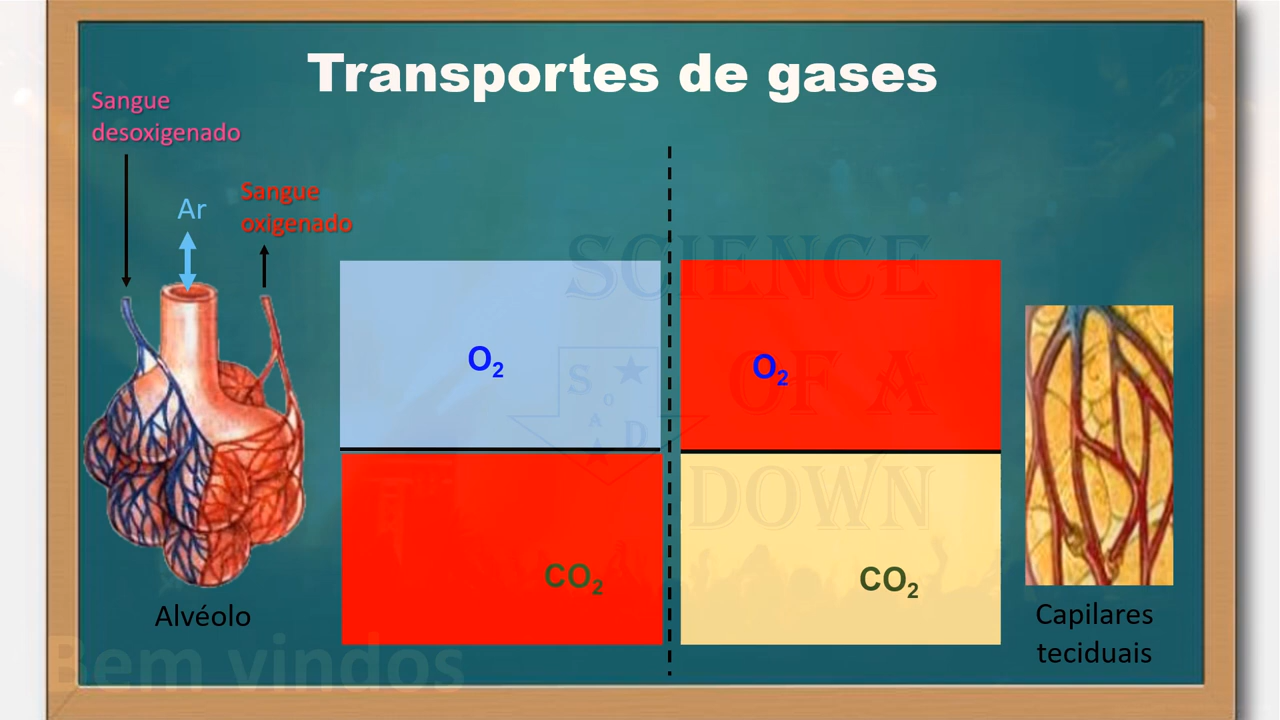 Transportes de gases
Sangue
desoxigenado
Ar
Sangue
oxigenado
SCIENCE
OF A
DOWN
S
O
A
D
O2
O2
CO2
CO2
Alvéolo
Capilares
teciduais
Bem vindos